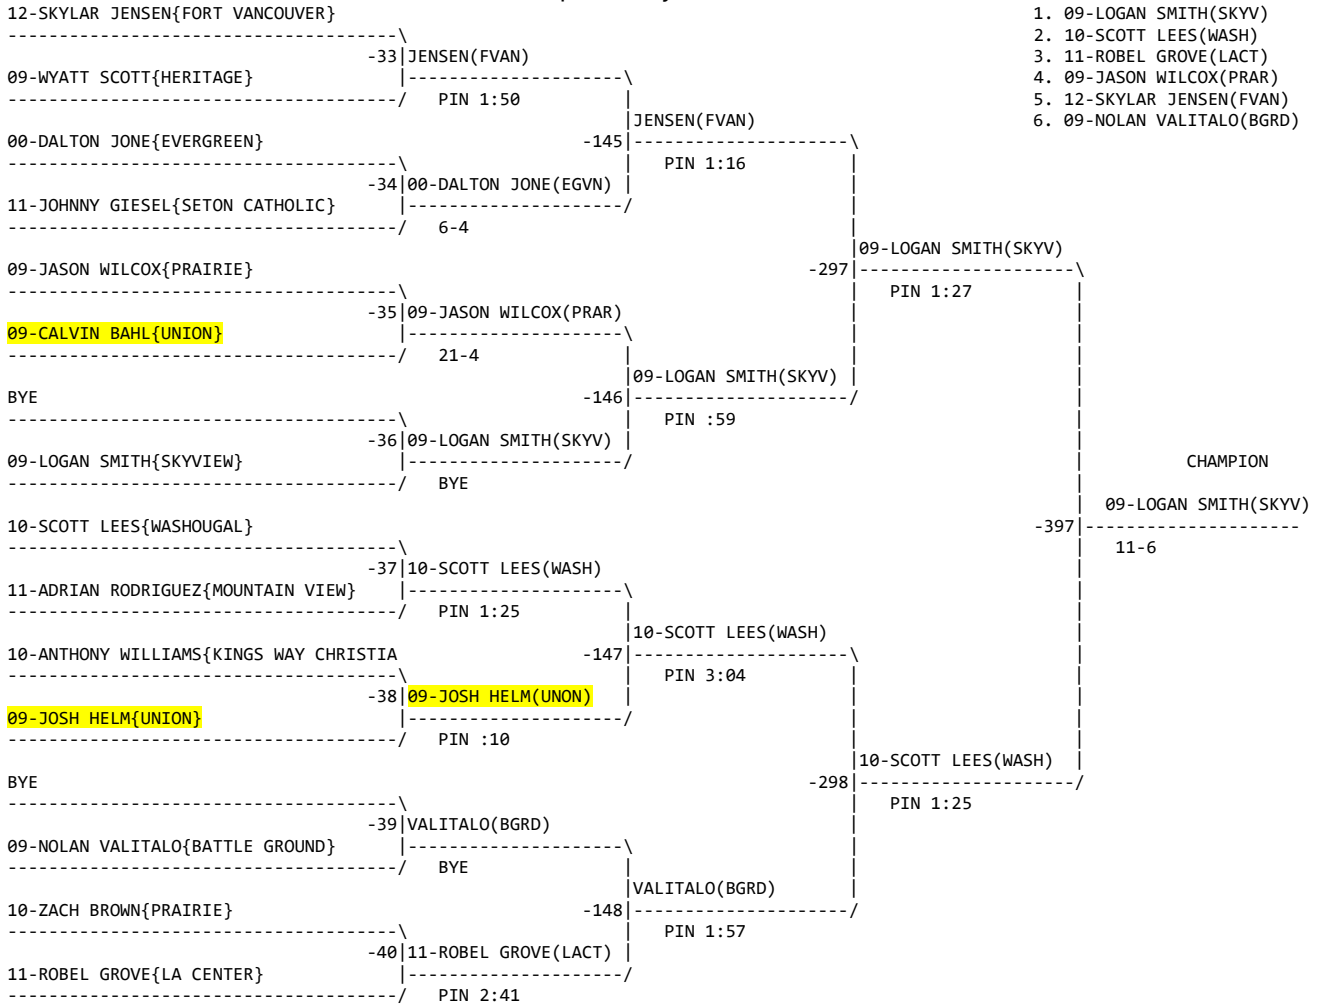 12-SKYLAR JENSEN{FORT VANCOUVER}
1. 09-LOGAN SMITH(SKYV)
2. 10-SCOTT LEES(WASH)
3. 11-ROBEL GROVE(LACT)
4. 09-JASON WILCOX(PRAR)
5. 12-SKYLAR JENSEN(FVAN)
6. 09-NOLAN VALITALO(BGRD)
-33 JENSEN(FVAN)
09-WYATT SCOTT{HERITAGE}
PIN 1:50
JENSEN(FVAN)
00-DALTON JONE{EVERGREEN}
-145
PIN 1:16
-34 00-DALTON JONE(EGVN)
11-JOHNNY GIESEL{SETON CATHOLIC}
6-4
09-LOGAN SMITH(SKYV)
09-JASON WILCOX{PRAIRIE}
-297
PIN 1:27
-35 09-JASON WILCOX(PRAR)
09-CALVIN BAHL{UNION}
21-4
09-LOGAN SMITH(SKYV)
BYE
-146
PIN :59
-36 09-LOGAN SMITH(SKYV)
09-LOGAN SMITH{SKYVIEW}
CHAMPION
BYE
09-LOGAN SMITH(SKYV)
10-SCOTT LEES{WASHOUGAL}
-397
11-6
-37 10-SCOTT LEES(WASH)
11-ADRIAN RODRIGUEZ{MOUNTAIN VIEW}
PIN 1:25
10-SCOTT LEES(WASH)
10-ANTHONY WILLIAMS{KINGS WAY CHRISTIA
-147
PIN 3:04
-38 09-JOSH HELM(UNON)
09-JOSH HELM{UNION}
PIN :10
10-SCOTT LEES(WASH)
BYE
-298
PIN 1:25
-39 VALITALO(BGRD)
09-NOLAN VALITALO{BATTLE GROUND}
BYE
VALITALO(BGRD)
10-ZACH BROWN{PRAIRIE}
-148
PIN 1:57
-40 11-ROBEL GROVE(LACT)
11-ROBEL GROVE{LA CENTER}
PIN 2:41